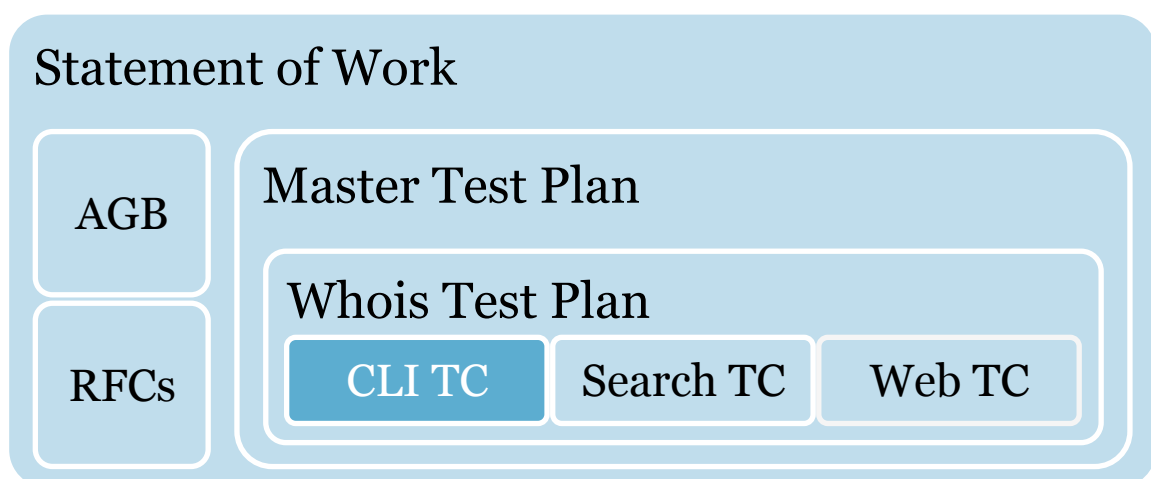 Statement of Work
AGB
Master Test Plan
Whois Test Plan
RFCs
CLI TC
Search TC
Web TC